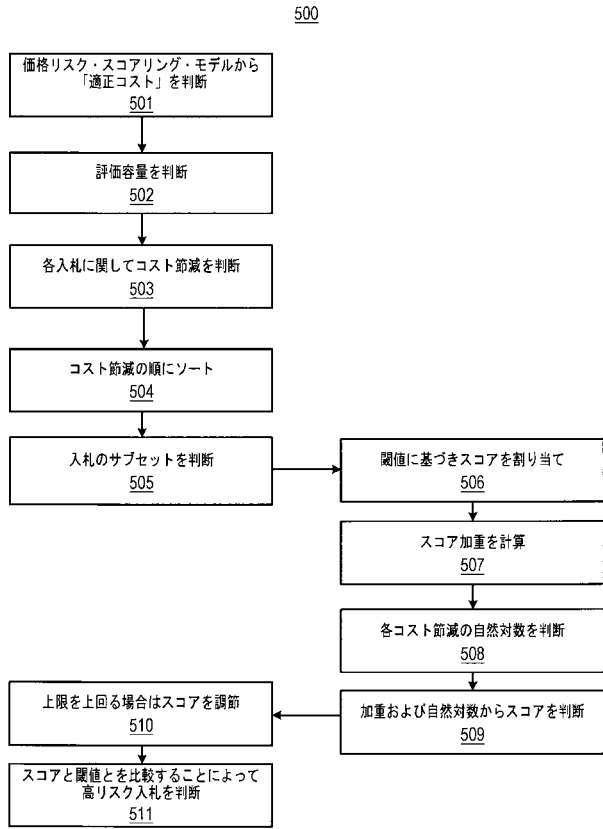 500
価格リスク・スコアリング・モデルから
「適正コスト」を判断
501
評価容量を判断
502
各入札に関してコスト節減を判断
503
コスト節減の順にソート
504
入札のサブセットを判断
505
閾値に基づきスコアを割り当て
506
スコア加重を計算
507
各コスト節減の自然対数を判断
508
加重および自然対数からスコアを判断
509
上限を上回る場合はスコアを調節
510
スコアと閾値とを比較することによって
高リスク入札を判断
511